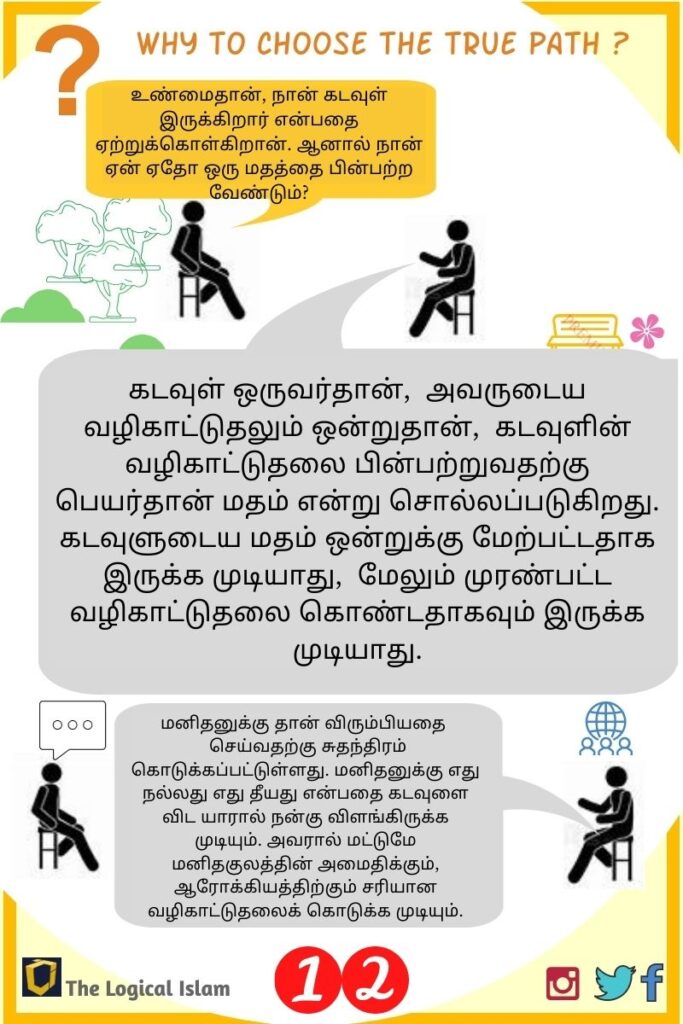 WHY TO CHOOSE THE TRUE PATH ?
உண்மைதான், நான் கடவுள்
இருக்கிறார் என்பதை
ஏற்றுக்கொள்கிறான். ஆனால் நான்
ஏன் ஏதோ ஒரு மதத்தை பின்பற்ற
வேண்டும்?
கடவுள் ஒருவர்தான், அவருடைய
வழிகாட்டுதலும் ஒன்றுதான், கடவுளின்
வழிகாட்டுதலை பின்பற்றுவதற்கு
பெயர்தான் மதம் என்று சொல்லப்படுகிறது.
கடவுளுடைய மதம் ஒன்றுக்கு மேற்பட்டதாக
இருக்க முடியாது, மேலும் முரண்பட்ட
வழிகாட்டுதலை கொண்டதாகவும் இருக்க
முடியாது.
மனிதனுக்கு தான் விரும்பியதை
செய்வதற்கு சுதந்திரம்
கொடுக்கப்பட்டுள்ளது. மனிதனுக்கு எது
நல்லது எது தீயது என்பதை கடவுளை
விட யாரால் நன்கு விளங்கிருக்க
முடியும். அவரால் மட்டுமே
மனிதகுலத்தின் அமைதிக்கும்,
ஆரோக்கியத்திற்கும் சரியான
வழிகாட்டுதலைக் கொடுக்க முடியும்.
The Logical Islam
12